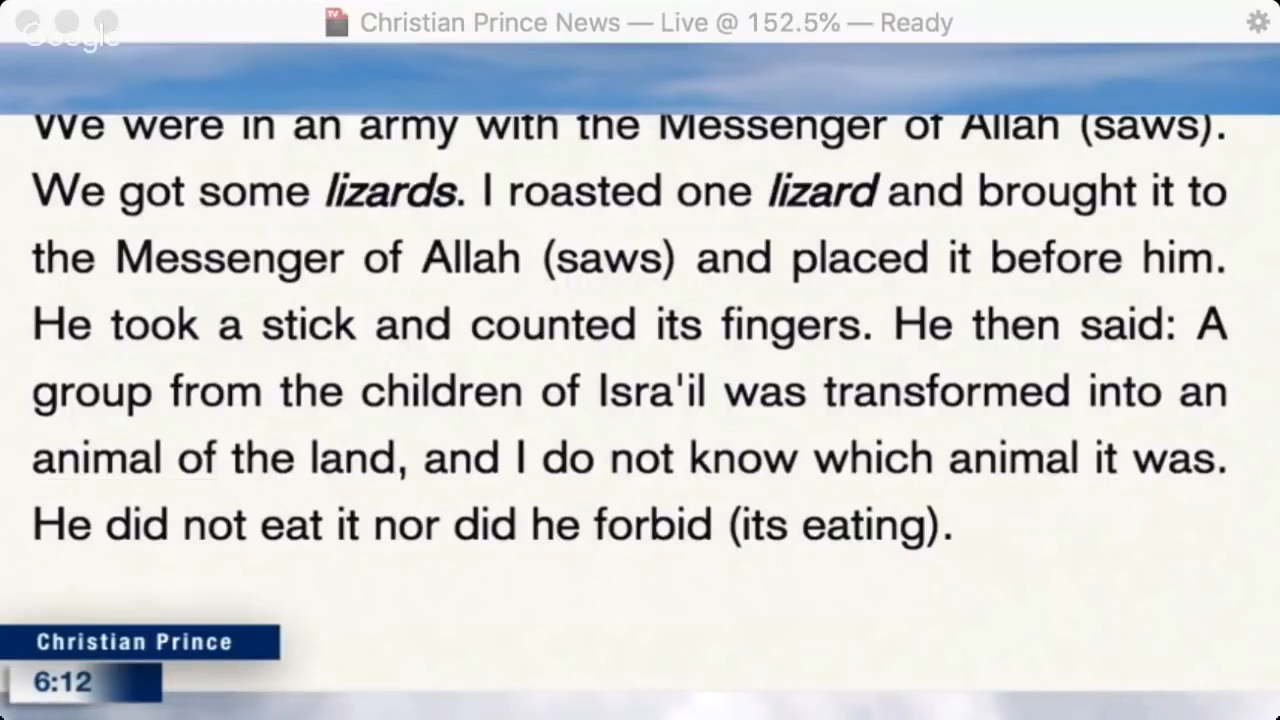 Christian Prince News — Live @ 152.5% — Ready
Google
We were in an army with the Messenger of Allah (saws).
We got some lizards. I roasted one lizard and brought it to
the Messenger of Allah (saws) and placed it before him.
He took a stick and counted its fingers. He then said: A
group from the children of Isra'il was transformed into an
animal of the land, and I do not know which animal it was.
He did not eat it nor did he forbid (its eating).
Christian Prince
6:12